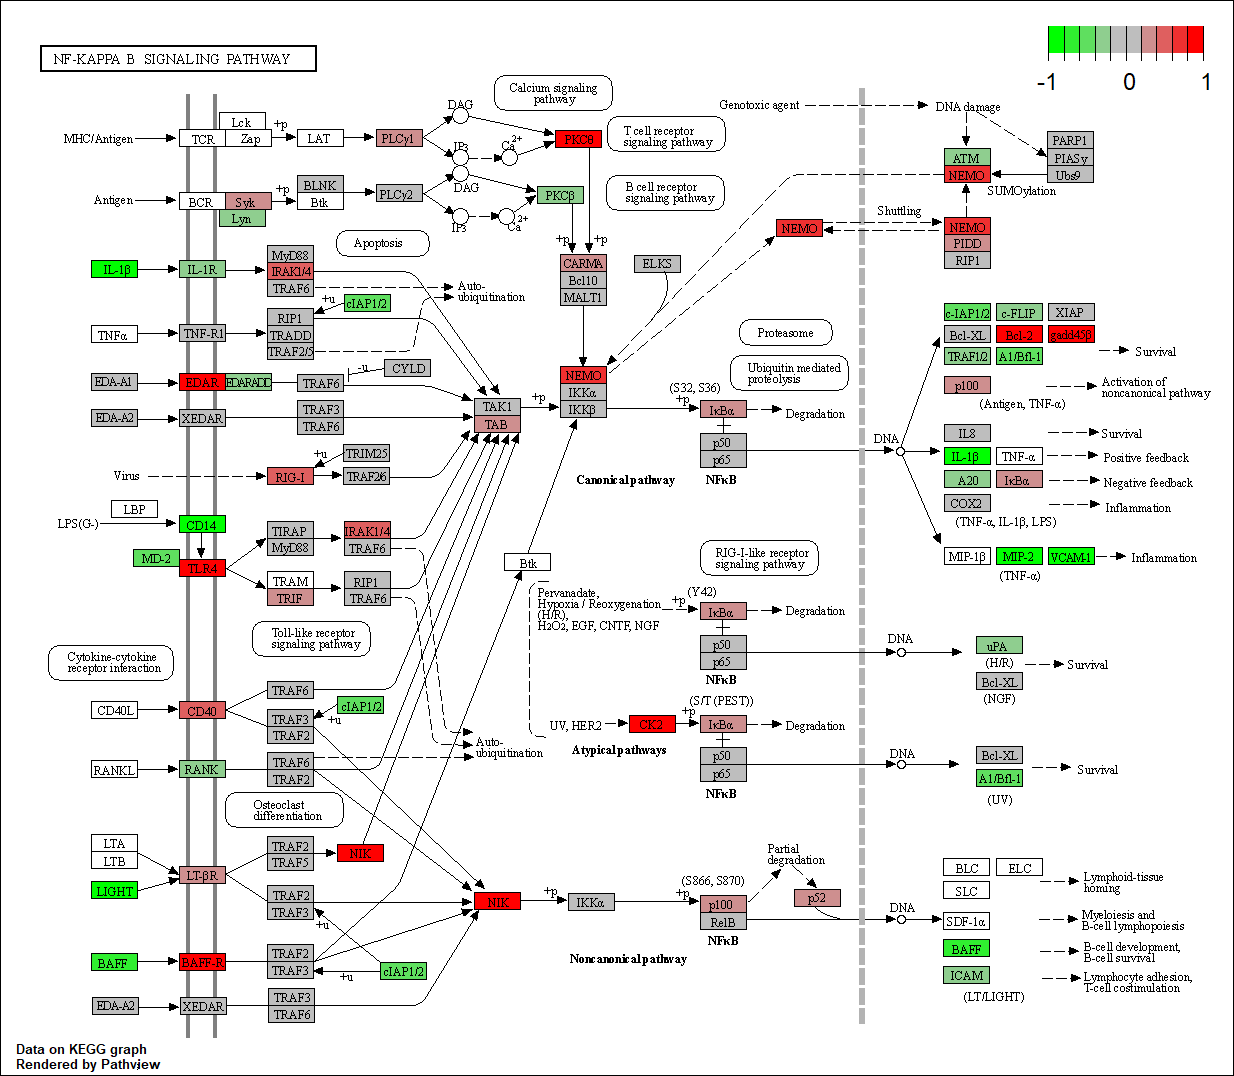 NF-KAPPA B SIGNALING PATHWAY
-1 0 1
Calcium signaling
pathway
T cell receptor
signaling pathway
B cell receptor
signaling pathway
Genotoxic agent
DNA damage
MHC/Antigen
TCR
Lck
Zap
+p
LAT
PLCγ1
DAG
IP3
Ca2+
PKCθ
Antigen
BCR
Syk
Lyn
+p
BLNK
Btk
PLCγ2
DAG
IP3
Ca2+
PKCβ
ATM
NEMO
PARP1
PIASy
Ubs9
SUMOylation
Shuttling
NEMO
NEMO
PIDD
RIP1
+p
+p
CARMA
Bcl10
MALT1
ELKS
Apoptosis
IL-1β
IL-1R
MyD88
IRAK1/4
TRAF6
Auto-
ubiquitination
+u
cIAP1/2
TNFα
TNF-R1
RIP1
TRADD
TRAF2/5
EDA-A1
EDAR
EDARADD
TRAF6
-u
CYLD
EDA-A2
XEDAR
TRAF3
TRAF6
TAK1
TAB
+p
NEMO
IKKα
IKKβ
Proteasome
Ubiquitin mediated
proteolysis
(S32, S36)
+p
IκBα
Degradation
p50
p65
NFκB
Canonical pathway
DNA
c-IAP1/2
c-FLIP
XIAP
Bcl-XL
Bcl-2
gadd45β
TRAF1/2
A1/Bfl-1
Survival
p100
Activation of
noncanonical pathway
(Antigen, TNF-α)
IL8
Survival
IL-1β
TNF-α
Positive feedback
A20
IκBα
Negative feedback
COX2
Inflammation
(TNF-α, IL-1β, LPS)
MIP-1β
MIP-2
VCAM-1
Inflammation
(TNF-α)
Virus
RIG-I
+u
TRIM25
TRAF2/6
LBP
LPS(G-)
CD14
MD-2
TLR4
TIRAP
MyD88
IRAK1/4
TRAF6
TRAM
TRIF
RIP1
TRAF6
Btk
RIG-I-like receptor
signaling pathway
Pervanadate,
Hypoxia / Reoxygenation
(H/R),
H2O2, EGF, CNTF, NGF
+p
(Y42)
IκBα
Degradation
p50
p65
NFκB
DNA
uPA
(H/R)
Bcl-XL
(NGF)
Survival
Toll-like receptor
signaling pathway
Cytokine-cytokine
receptor interaction
CD40L
CD40
TRAF6
TRAF3
TRAF2
+u
cIAP1/2
Auto-
ubiquitination
UV, HER2
CK2
+p
(S/T (PEST))
IκBα
Degradation
Atypical pathways
p50
p65
NFκB
DNA
Bcl-XL
A1/Bfl-1
(UV)
Survival
RANKL
RANK
TRAF6
TRAF2
Osteoclast
differentiation
LTA
LTB
LIGHT
LT-βR
TRAF2
TRAF5
NIK
TRAF2
TRAF3
+u
NIK
+p
IKKα
+p
(S866, S870)
p100
RelB
NFκB
Partial
degradation
p52
DNA
BLC
ELC
SLC
Lymphoid-tissue
homing
SDF-1α
Myeloiesis and
B-cell lymphopoiesis
BAFF
B-cell development,
B-cell survival
ICAM
Lymphocyte adhesion,
T-cell costimulation
(LT/LIGHT)
BAFF
BAFF-R
TRAF2
TRAF3
+u
cIAP1/2
Noncanonical pathway
EDA-A2
XEDAR
TRAF3
TRAF6
Data on KEGG graph
Rendered by Pathview